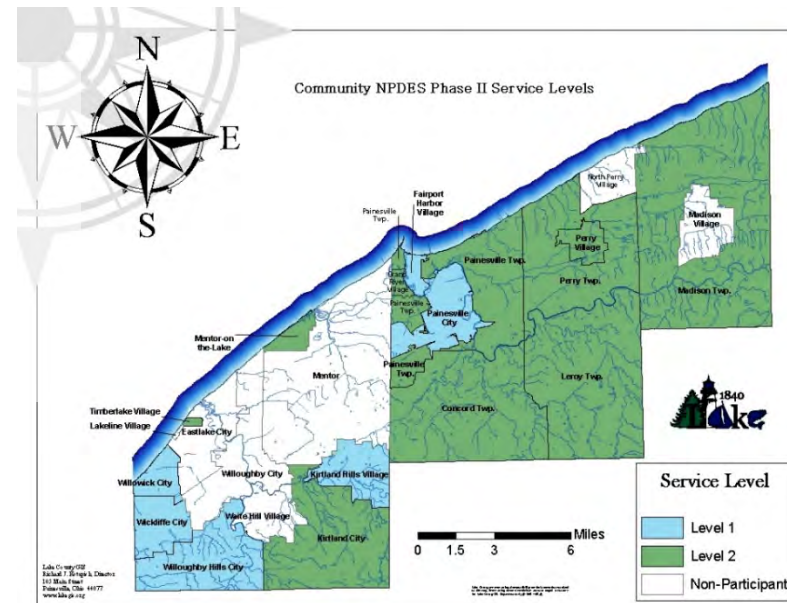 N
W
E
S
Community NPDES Phase II Service Levels
Fairport
Harbor
Village
Painesville
Twp.
North Perry
Village
Madison
Village
Perry
Village
Painesville Twp.
Grand
River
Village
Painesville
Twp.
Perry Twp.
Madison Twp.
Painesville
City
Mentor-on
the-Lake
Mentor
Painesville
Twp.
Leroy Twp.
Concord Twp.
1840
Lake
Timberlake Village
Lakeline Village
Eastlake City
Willoughby City
Kirtland Hills Village
Willowick City
Wickliffe City
Waite Hill Village
Kirtland City
Willoughby Hills City
Miles
0 1.5 3 6
Service Level
Level 1
Level 2
Non-Participant
Lake County GIS
105 Main Street
Painesville, Ohio 44077